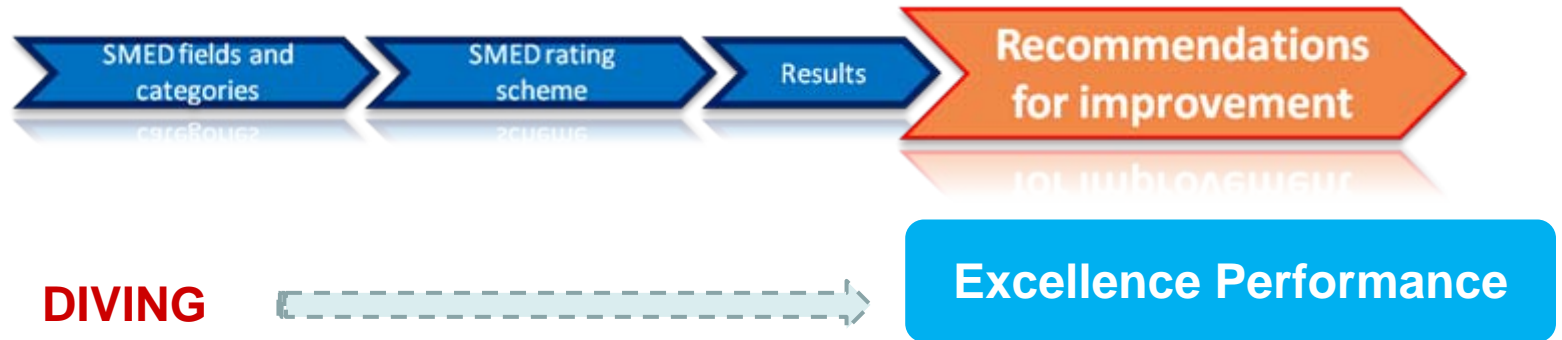 SMED fields and
categories
SMED rating
scheme
Results
Recommendations
for improvement
DIVING
Excellence Performance